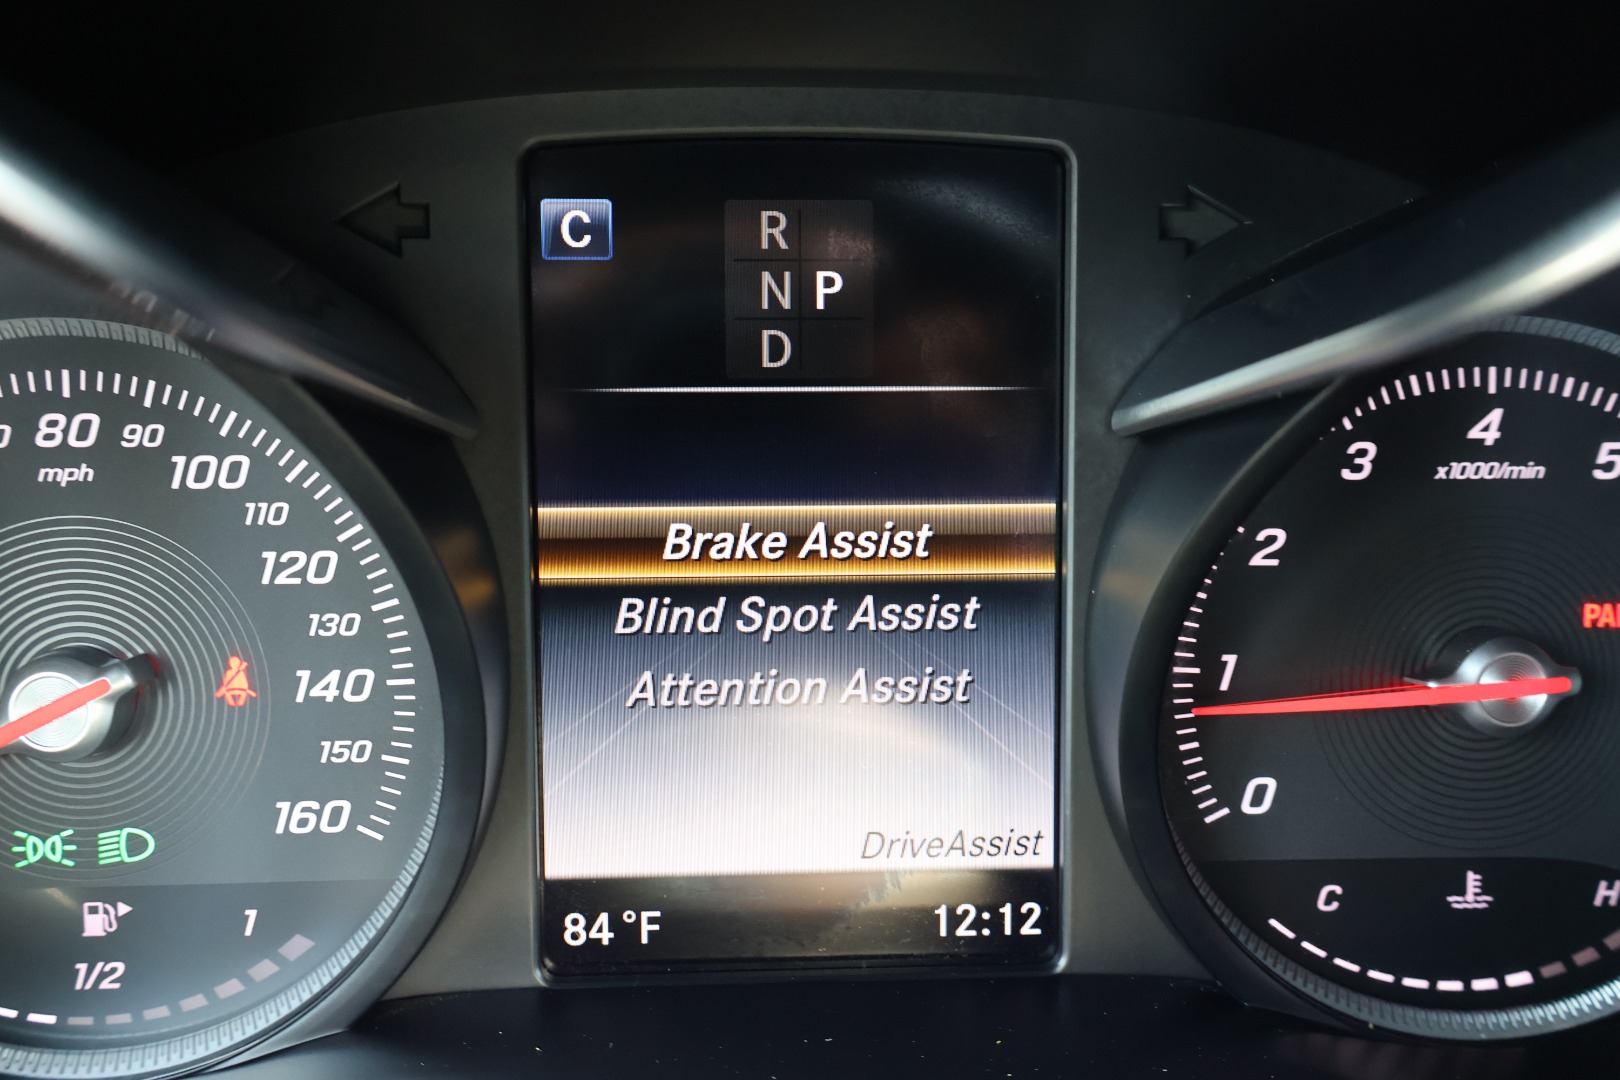 C
R
N P
D
80
90
mph
100
110
120
130
140
150
160
1
1/2
Brake Assist
Blind Spot Assist
Attention Assist
DriveAssist
84 °F
12:12
0
1
2
3
4
5
x1000/min
C
H